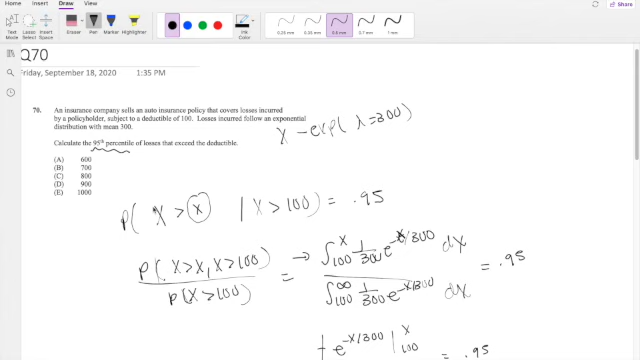 Home Insert Draw View
Share
Text Mode
Lasso Select
Insert Space
Eraser
Pen
Marker
Highlighter
0.25 mm
0.35 mm
0.5 mm
0.7 mm
1 mm
Ink Color
Q70
Friday, September 18, 2020 1:35 PM
70. An insurance company sells an auto insurance policy that covers losses incurred
by a policyholder, subject to a deductible of 100. Losses incurred follow an exponential
distribution with mean 300.
X ~ exp( λ=300)
Calculate the 95th percentile of losses that exceed the deductible.
(A) 600
(B) 700
(C) 800
(D) 900
(E) 1000
P( X > x | X > 100) = .95
P( X > x, X > 100) / P(X > 100) = → ∫100^x 1/300 e^-x/300 dx / ∫100^∞ 1/300 e^-x/300 dx = .95
e^-x/300 |100^x
= .95